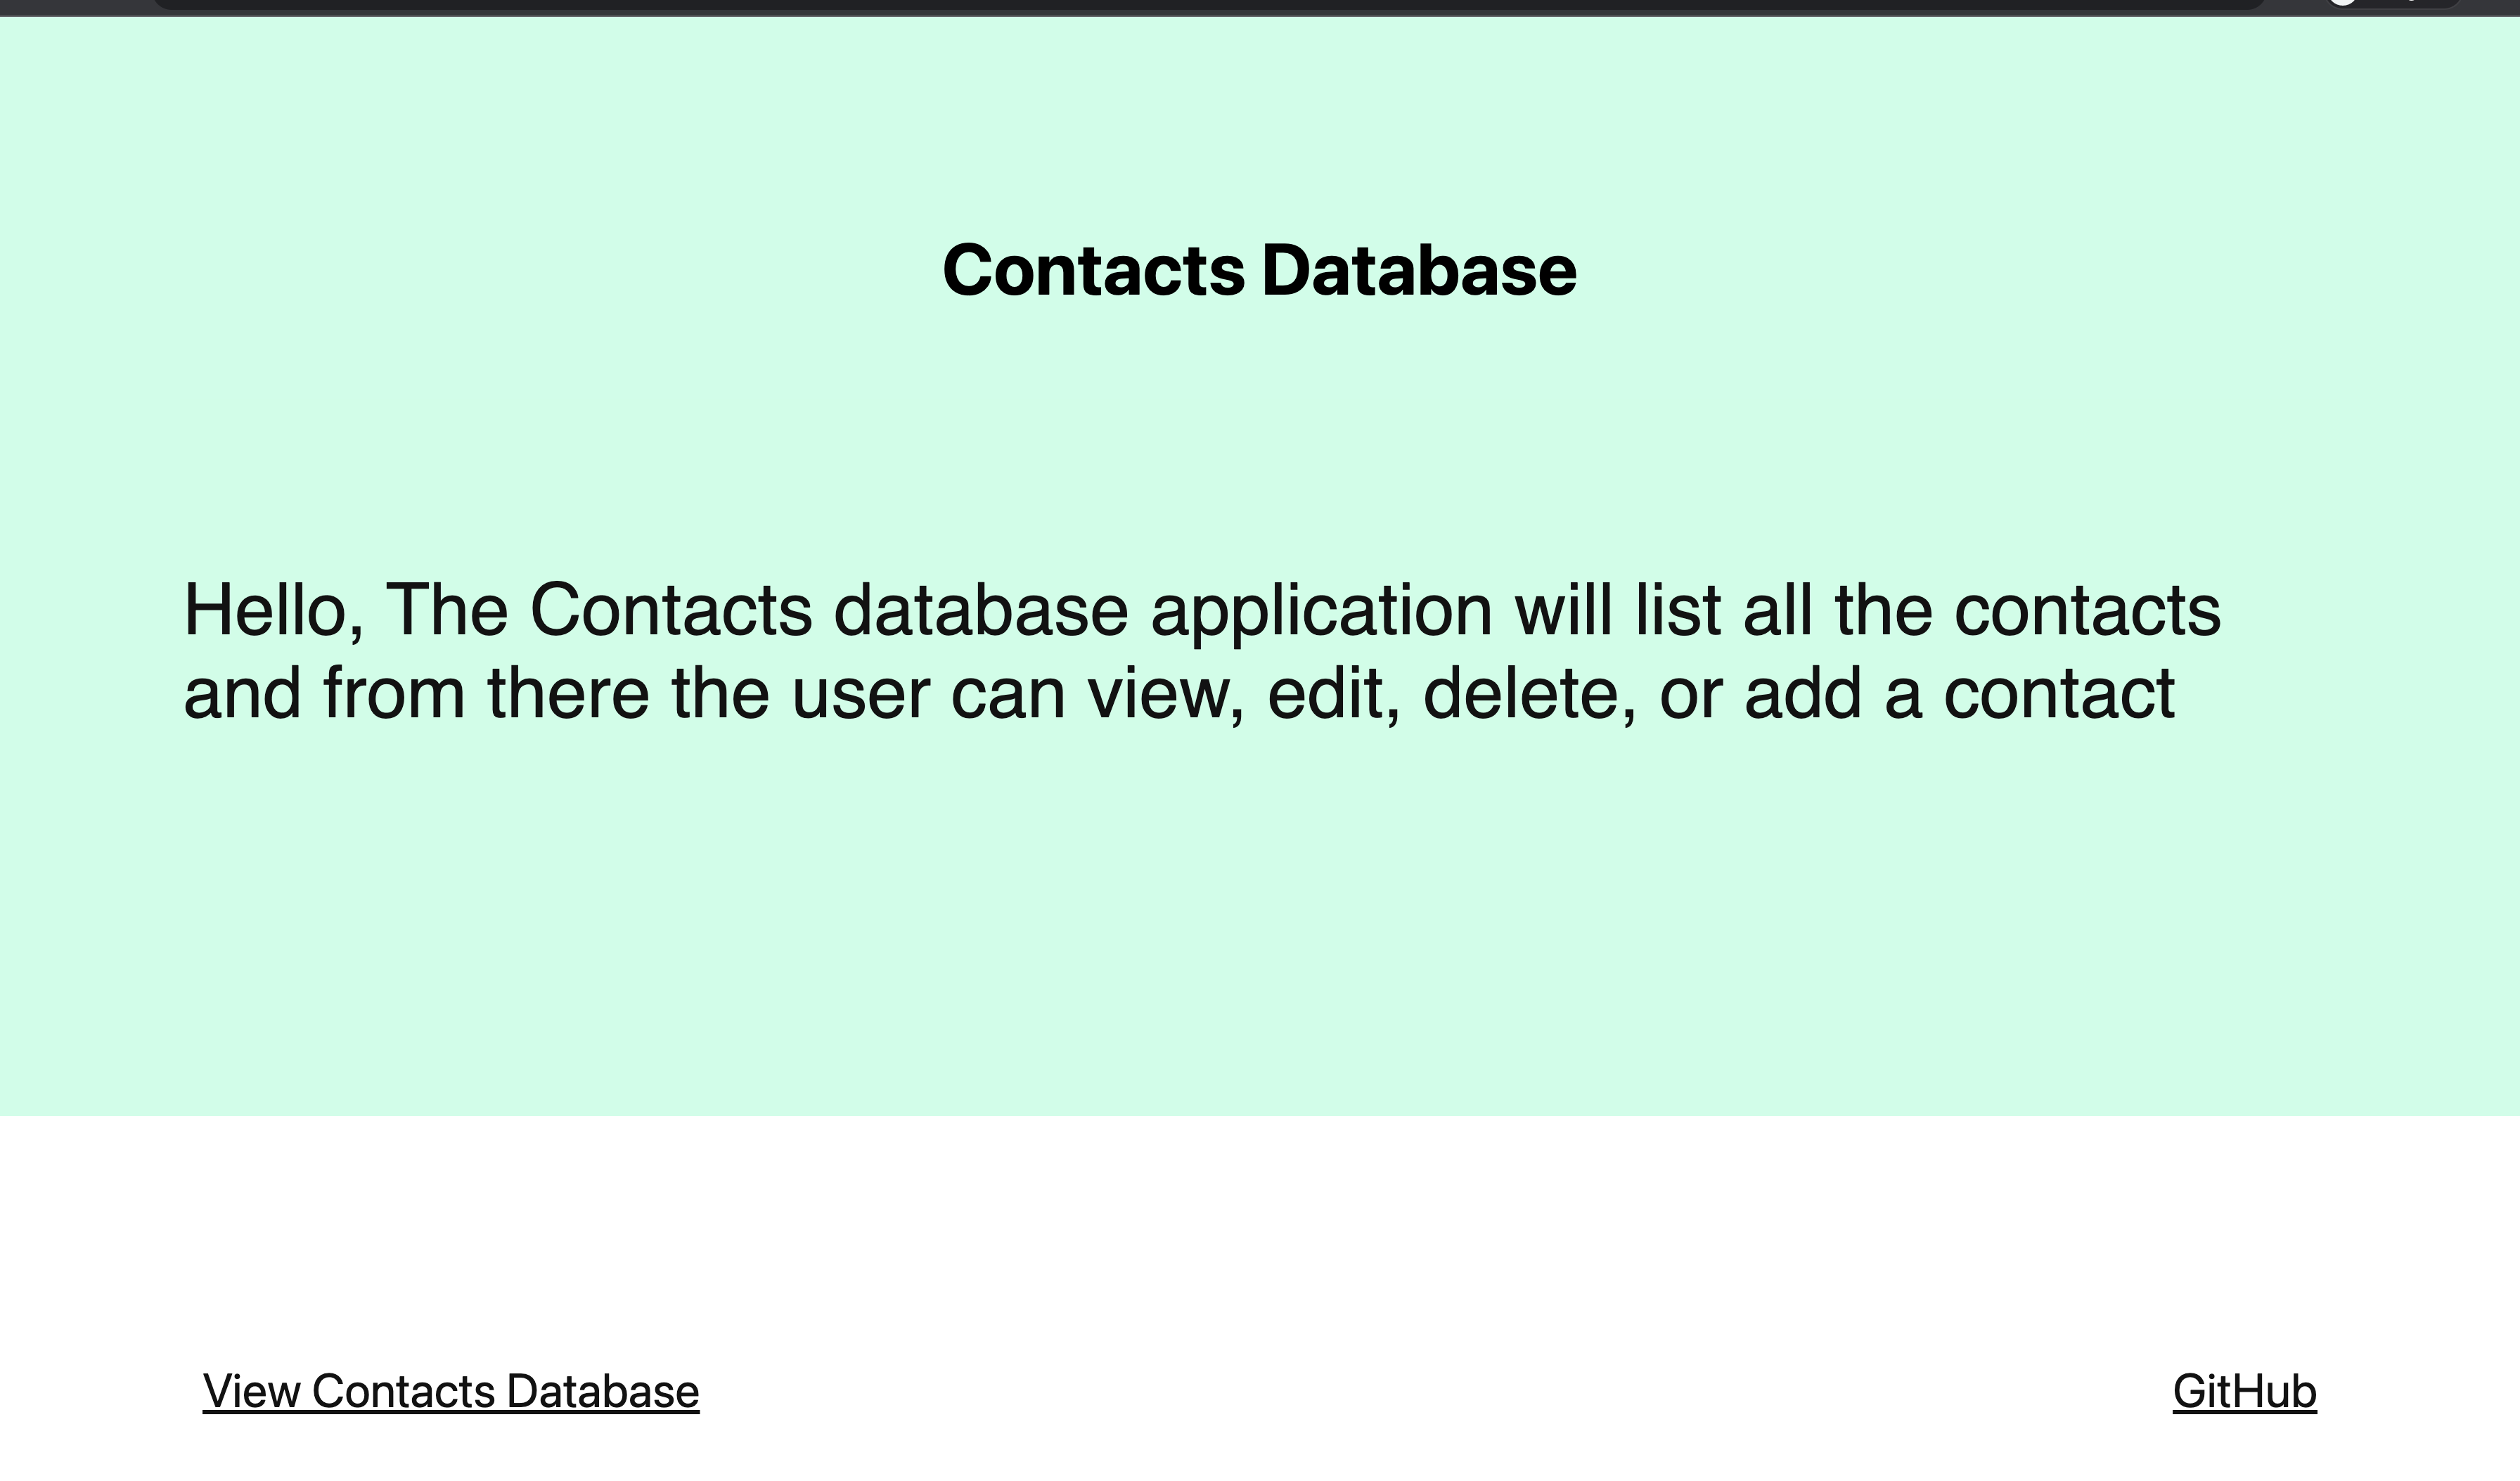 Contacts Database
Hello, The Contacts database application will list all the contacts
and from there the user can view, edit, delete, or add a contact
View Contacts Database
GitHub